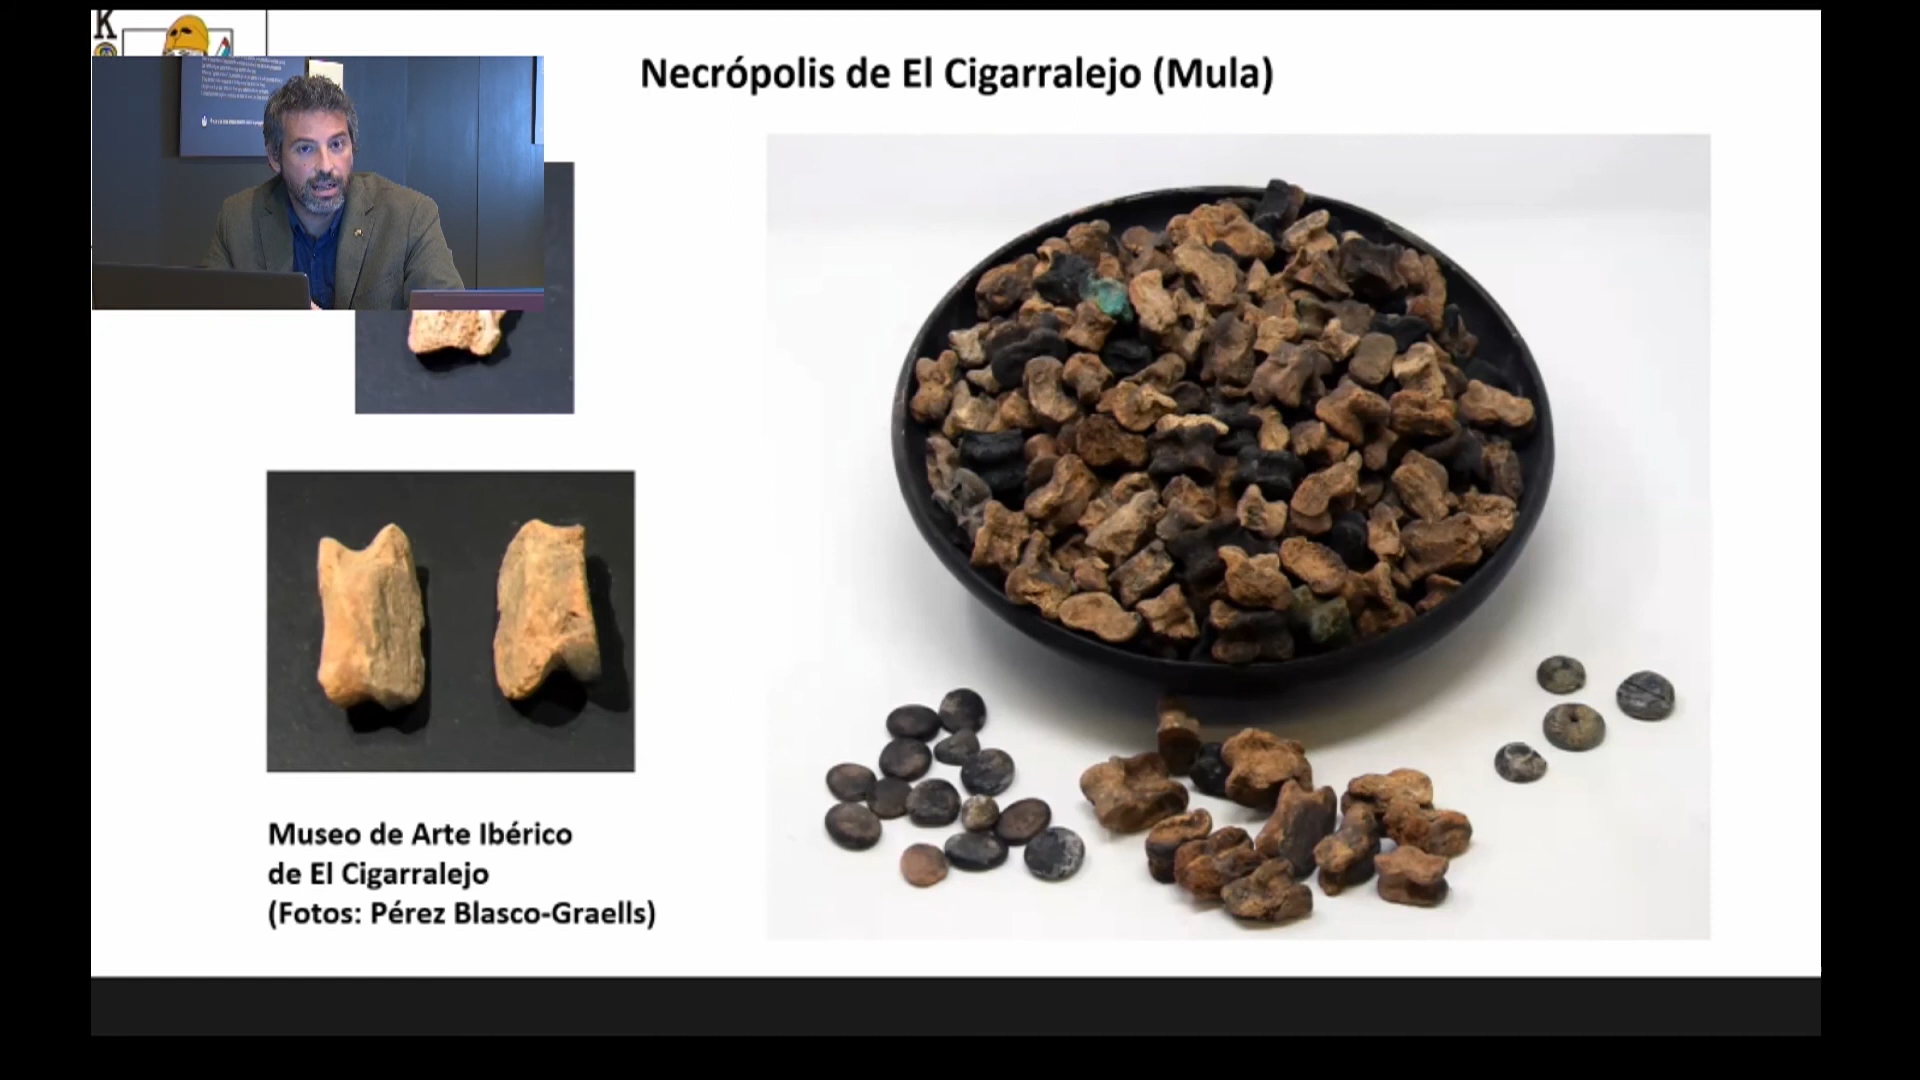 K
Necrópolis de El Cigarralejo (Mula)
Museo de Arte Ibérico
de El Cigarralejo
(Fotos: Pérez Blasco-Graells)